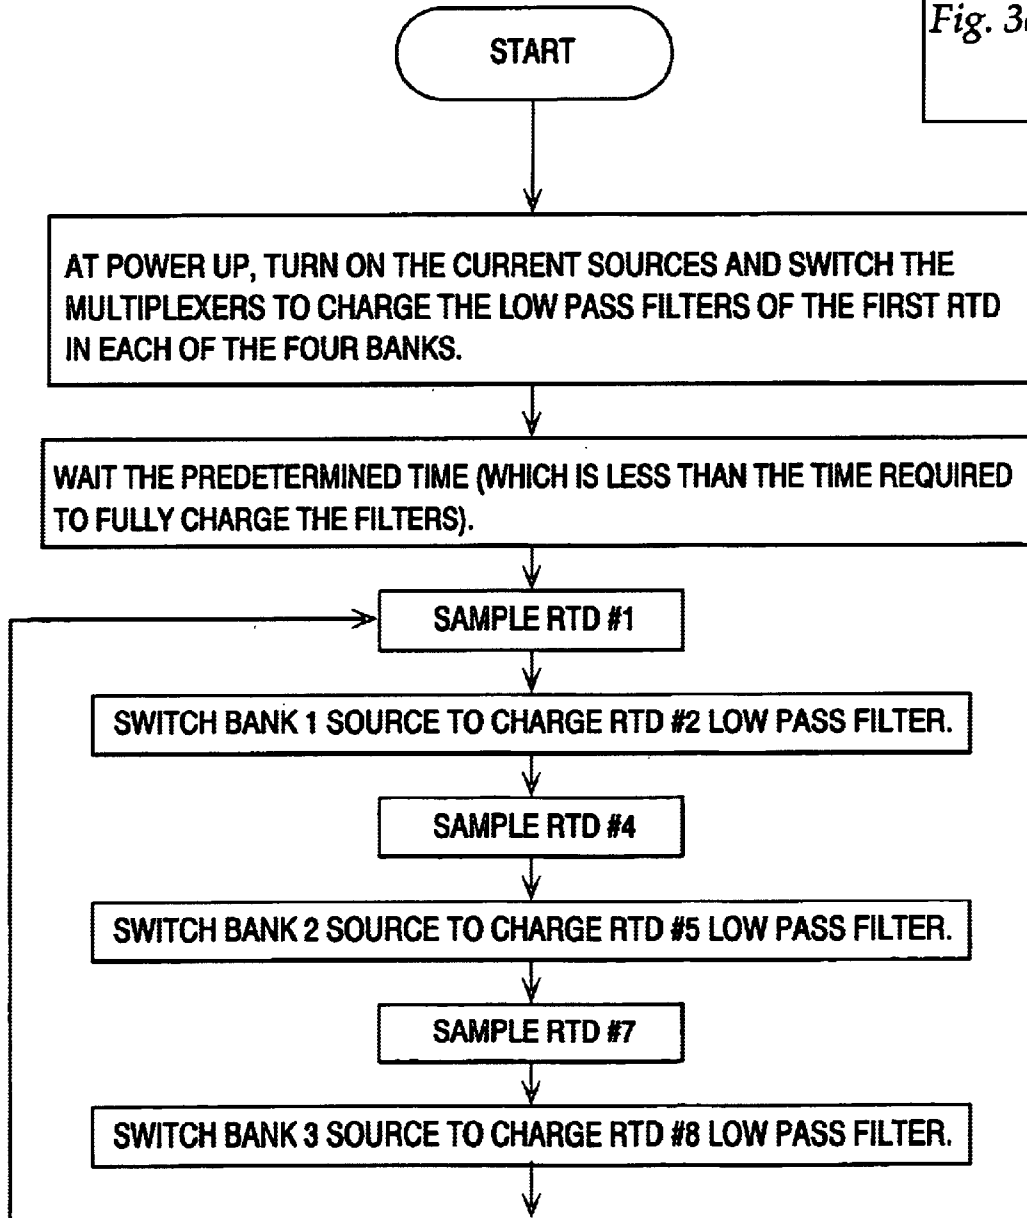 Fig. 3
START
AT POWER UP, TURN ON THE CURRENT SOURCES AND SWITCH THE
MULTIPLEXERS TO CHARGE THE LOW PASS FILTERS OF THE FIRST RTD
IN EACH OF THE FOUR BANKS.
WAIT THE PREDETERMINED TIME (WHICH IS LESS THAN THE TIME REQUIRED
TO FULLY CHARGE THE FILTERS).
SAMPLE RTD #1
SWITCH BANK 1 SOURCE TO CHARGE RTD #2 LOW PASS FILTER.
SAMPLE RTD #4
SWITCH BANK 2 SOURCE TO CHARGE RTD #5 LOW PASS FILTER.
SAMPLE RTD #7
SWITCH BANK 3 SOURCE TO CHARGE RTD #8 LOW PASS FILTER.